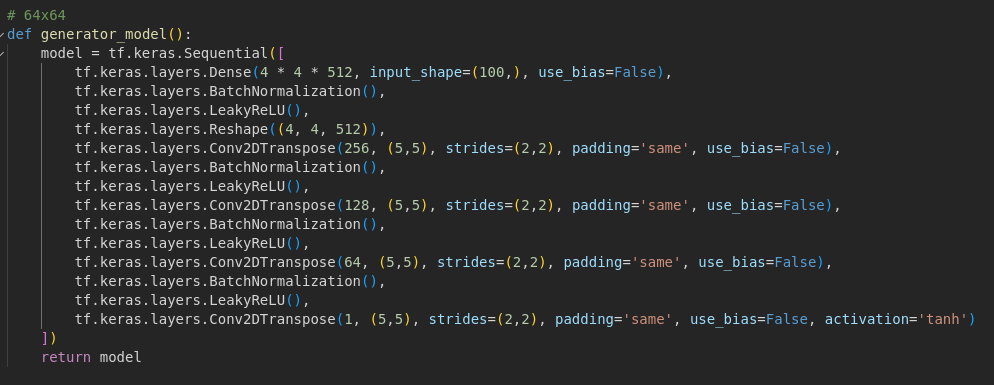 # 64x64
def generator_model():
    model = tf.keras.Sequential([
        tf.keras.layers.Dense(4 * 4 * 512, input_shape=(100,), use_bias=False),
        tf.keras.layers.BatchNormalization(),
        tf.keras.layers.LeakyReLU(),
        tf.keras.layers.Reshape((4, 4, 512)),
        tf.keras.layers.Conv2DTranspose(256, (5,5), strides=(2,2), padding='same', use_bias=False),
        tf.keras.layers.BatchNormalization(),
        tf.keras.layers.LeakyReLU(),
        tf.keras.layers.Conv2DTranspose(128, (5,5), strides=(2,2), padding='same', use_bias=False),
        tf.keras.layers.BatchNormalization(),
        tf.keras.layers.LeakyReLU(),
        tf.keras.layers.Conv2DTranspose(64, (5,5), strides=(2,2), padding='same', use_bias=False),
        tf.keras.layers.BatchNormalization(),
        tf.keras.layers.LeakyReLU(),
        tf.keras.layers.Conv2DTranspose(1, (5,5), strides=(2,2), padding='same', use_bias=False, activation='tanh')
    ])
    return model